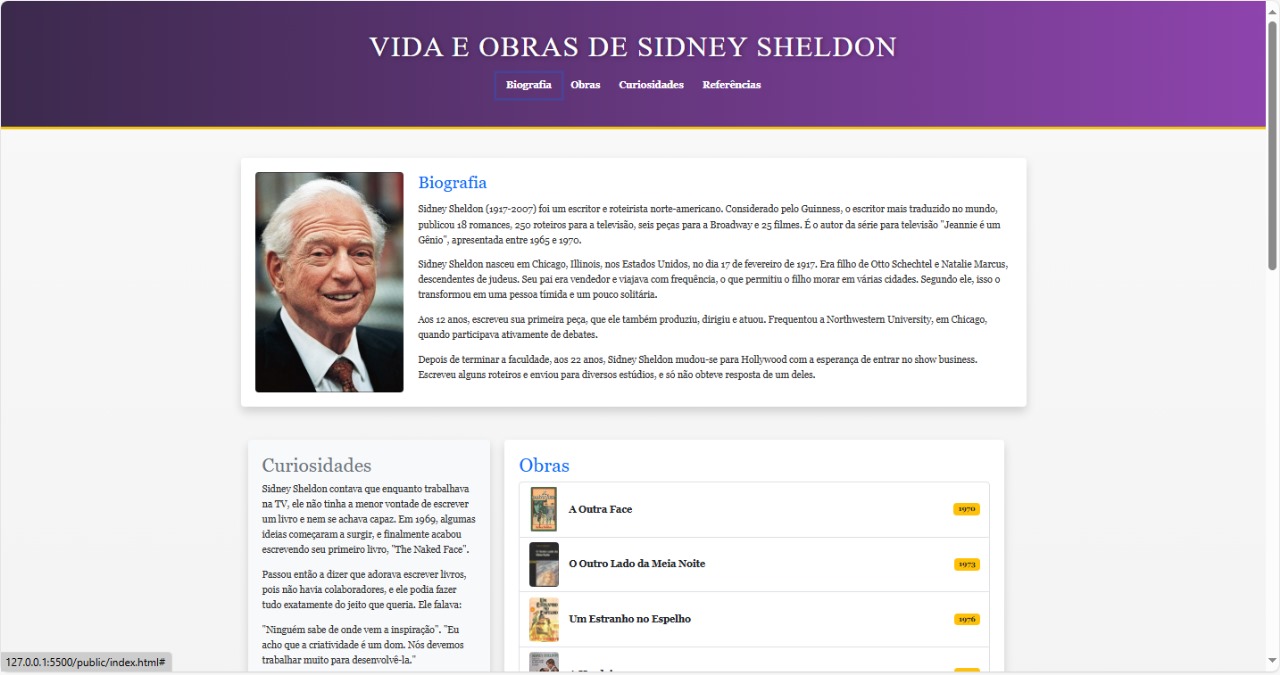 VIDA E OBRAS DE SIDNEY SHELDON
Biografia Obras Curiosidades Referências
Biografia
Sidney Sheldon (1917-2007) foi um escritor e roteirista norte-americano. Considerado pelo Guinness, o escritor mais traduzido no mundo,
publicou 18 romances, 250 roteiros para a televisão, seis peças para a Broadway e 25 filmes. É o autor da série para televisão "Jeannie é um
Gênio", apresentada entre 1965 e 1970.
Sidney Sheldon nasceu em Chicago, Illinois, nos Estados Unidos, no dia 17 de fevereiro de 1917. Era filho de Otto Schechtel e Natalie Marcus,
descendentes de judeus. Seu pai era vendedor e viajava com frequência, o que permitiu o filho morar em várias cidades. Segundo ele, isso o
transformou em uma pessoa tímida e um pouco solitária.
Aos 12 anos, escreveu sua primeira peça, que ele também produziu, dirigiu e atuou. Frequentou a Northwestern University, em Chicago,
quando participava ativamente de debates.
Depois de terminar a faculdade, aos 22 anos, Sidney Sheldon mudou-se para Hollywood com a esperança de entrar no show business.
Escreveu alguns roteiros e enviou para diversos estúdios, e só não obteve resposta de um deles.
Curiosidades
Sidney Sheldon contava que enquanto trabalhava
na TV, ele não tinha a menor vontade de escrever
um livro e nem se achava capaz. Em 1969, algumas
ideias começaram a surgir, e finalmente acabou
escrevendo seu primeiro livro, "The Naked Face".
Passou então a dizer que adorava escrever livros,
pois não havia colaboradores, e ele podia fazer
tudo exatamente do jeito que queria. Ele falava:
"Ninguém sabe de onde vem a inspiração". "Eu
acho que a criatividade é um dom. Nós devemos
trabalhar muito para desenvolvê-la."
Obras
A Outra Face 1970
O Outro Lado da Meia Noite 1973
Um Estranho no Espelho 1976
127.0.0.1:5500/public/index.html#